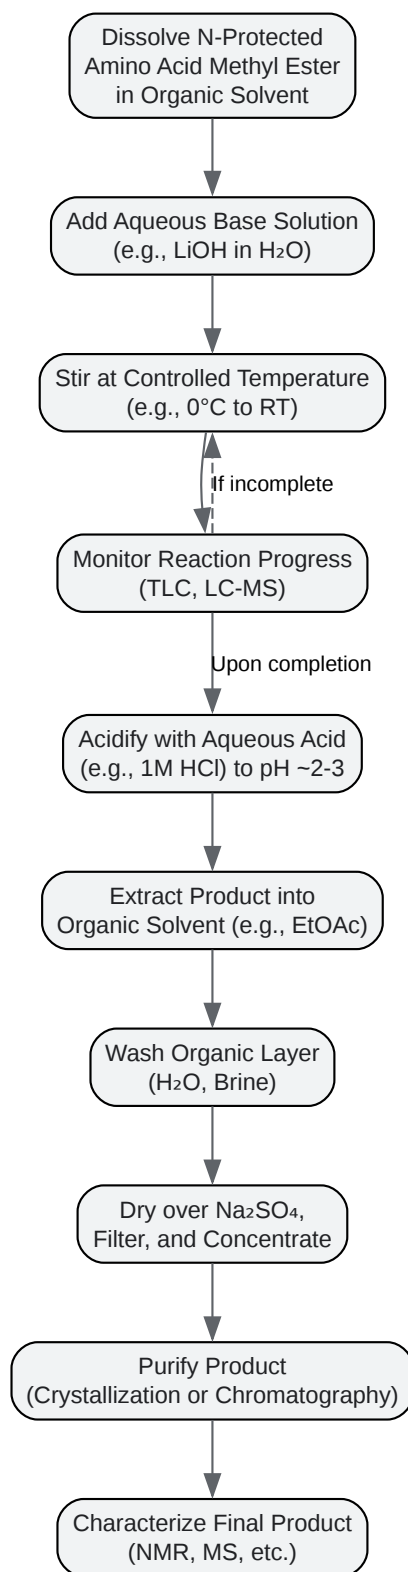 Dissolve N-Protected
Amino Acid Methyl Ester
in Organic Solvent
Add Aqueous Base Solution
(e.g., LiOH in H₂O)
Stir at Controlled Temperature
(e.g., 0°C to RT)
If incomplete
Monitor Reaction Progress
(TLC, LC-MS)
Upon completion
Acidify with Aqueous Acid
(e.g., 1M HCl) to pH ~2-3
Extract Product into
Organic Solvent (e.g., EtOAc)
Wash Organic Layer
(H₂O, Brine)
Dry over Na₂SO₄,
Filter, and Concentrate
Purify Product
(Crystallization or Chromatography)
Characterize Final Product
(NMR, MS, etc.)